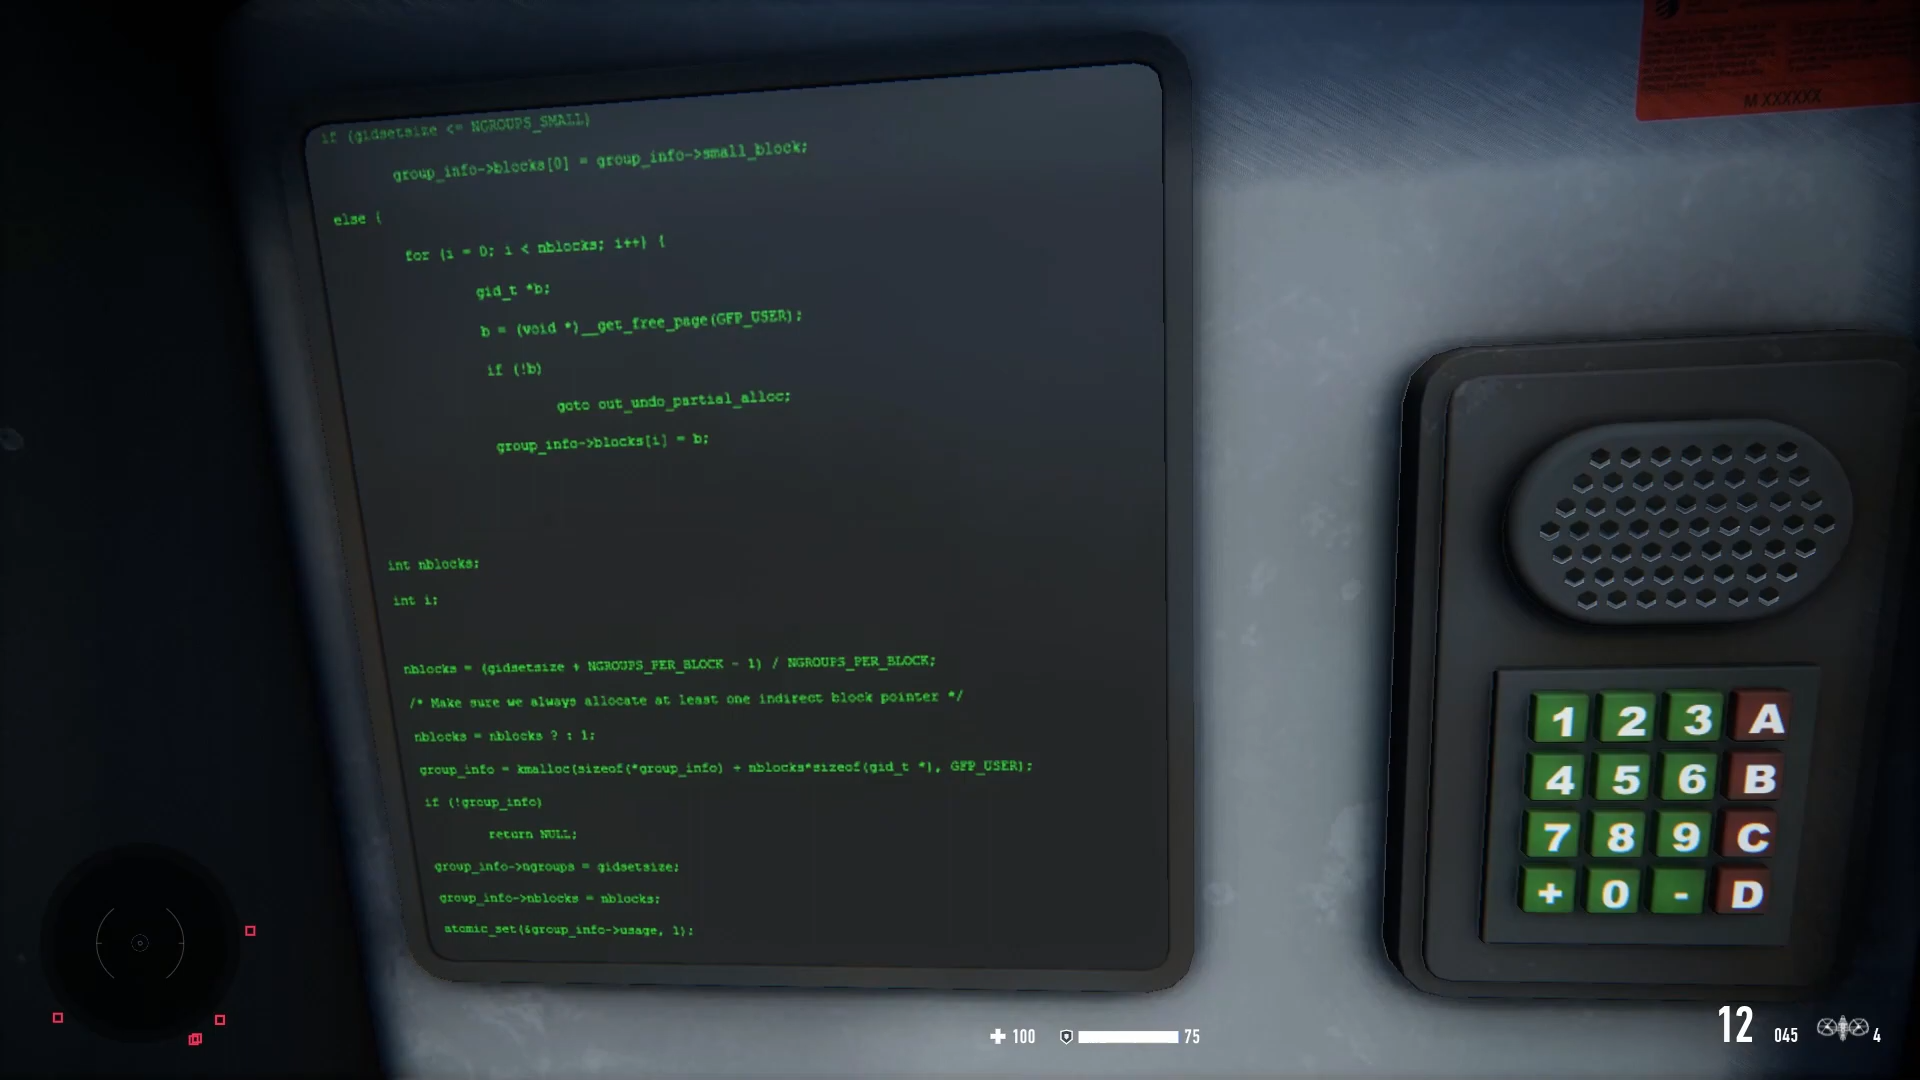 if (gidsetsize <= NGROUPS_SMALL)
group_info->blocks[0] = group_info->small_block;
else {
for (i = 0; i < nblocks; i++) {
gid_t *b;
b = (void *)__get_free_page(GFP_USER);
if (!b)
goto out_undo_partial_alloc;
group_info->blocks[i] = b;
int nblocks;
int i;
nblocks = (gidsetsize + NGROUPS_PER_BLOCK - 1) / NGROUPS_PER_BLOCK;
/* Make sure we always allocate at least one indirect block pointer */
nblocks = nblocks ? : 1;
group_info = kmalloc(sizeof(*group_info) + nblocks*sizeof(gid_t *), GFP_USER);
if (!group_info)
return NULL;
group_info->ngroups = gidsetsize;
group_info->nblocks = nblocks;
atomic_set(&group_info->usage, 1);
M XXXXXX
1 2 3 A
4 5 6 B
7 8 9 C
+ 0 - D
100 75
12 045 4